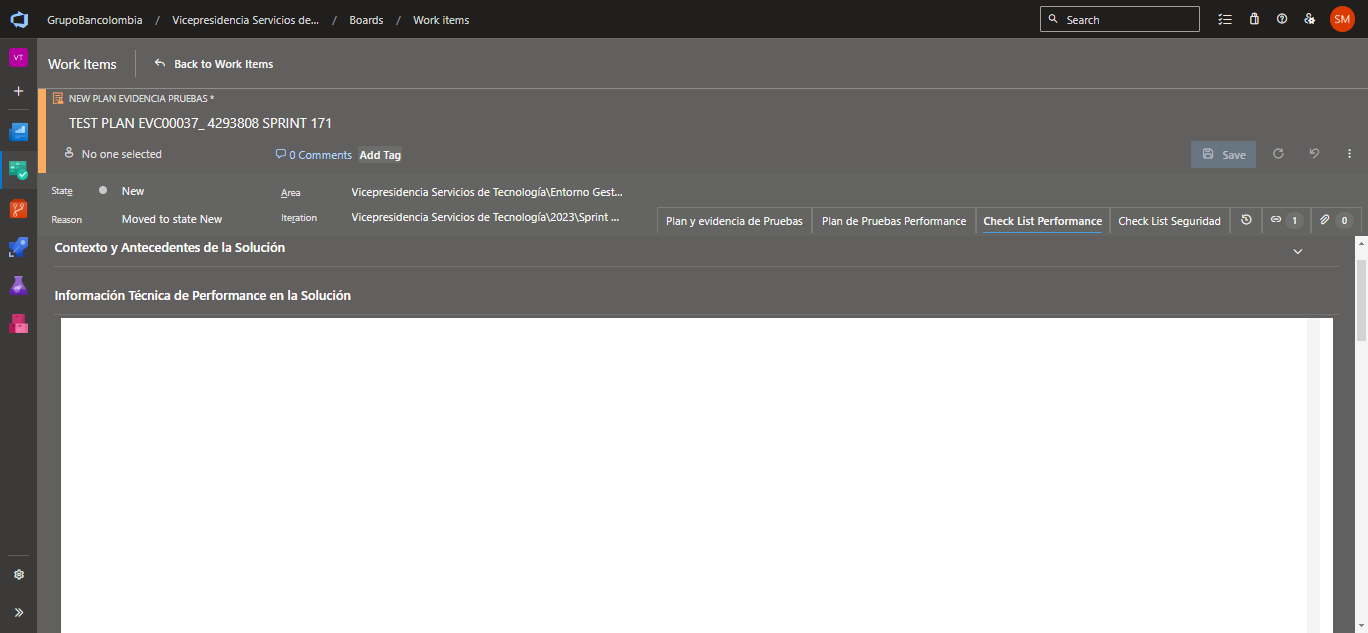 GrupoBancolombia / Vicepresidencia Servicios de... / Boards / Work items
Search
SM
VT
Work Items
Back to Work Items
NEW PLAN EVIDENCIA PRUEBAS *
TEST PLAN EVC00037_ 4293808 SPRINT 171
No one selected
0 Comments
Add Tag
Save
State
New
Area
Vicepresidencia Servicios de Tecnología\Entorno Gest...
Reason
Moved to state New
Iteration
Vicepresidencia Servicios de Tecnología\2023\Sprint ...
Plan y evidencia de Pruebas
Plan de Pruebas Performance
Check List Performance
Check List Seguridad
1
0
Contexto y Antecedentes de la Solución
Información Técnica de Performance en la Solución